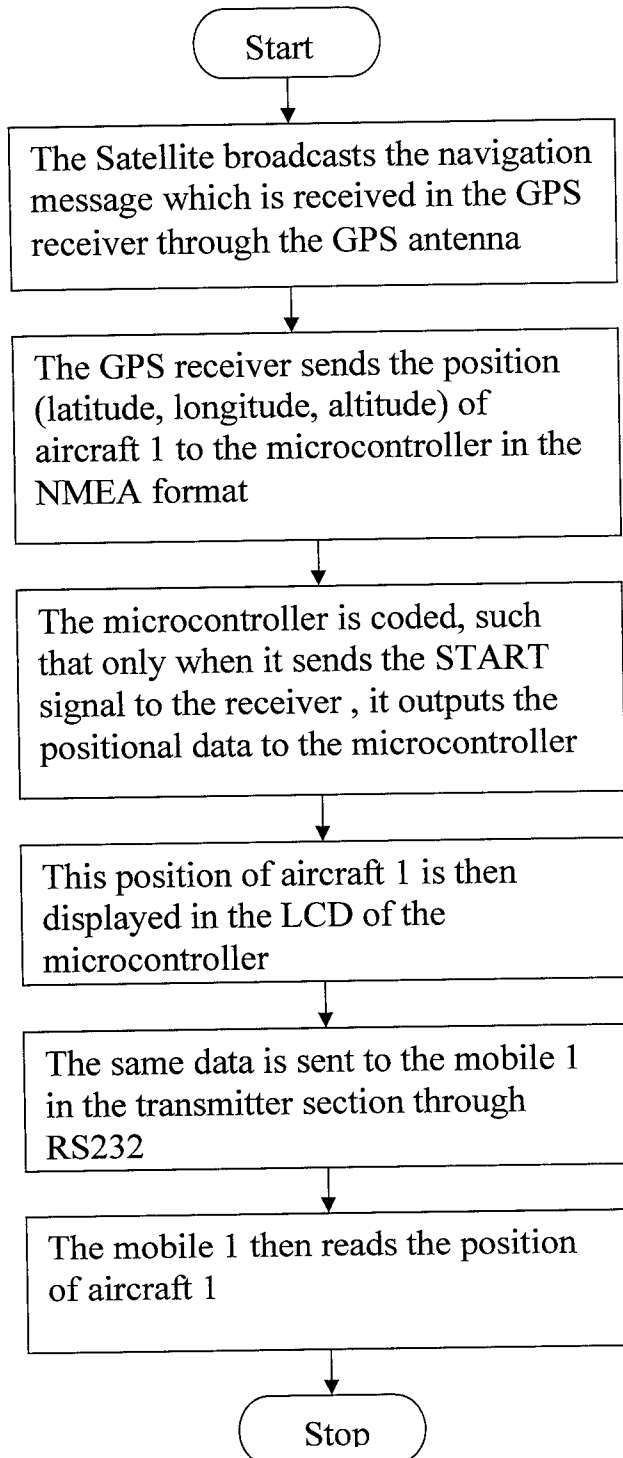 Start
The Satellite broadcasts the navigation
message which is received in the GPS
receiver through the GPS antenna
The GPS receiver sends the position
(latitude, longitude, altitude) of
aircraft 1 to the microcontroller in the
NMEA format
The microcontroller is coded, such
that only when it sends the START
signal to the receiver , it outputs the
positional data to the microcontroller
This position of aircraft 1 is then
displayed in the LCD of the
microcontroller
The same data is sent to the mobile 1
in the transmitter section through
RS232
The mobile 1 then reads the position
of aircraft 1
Stop